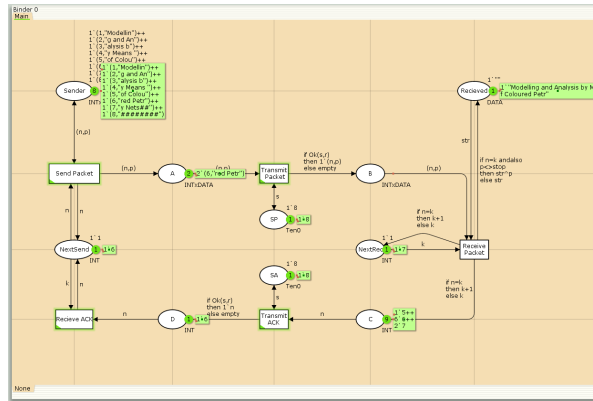 Binder 0
Main
1`(1,"Modellin")++
1`(2,"g and An")++
1`(3,"alysis b")++
1`(4,"y Means ")++
1`(5,"of Colou")++
1`(1,"Modellin")++
1`(2,"g and An")++
1`(3,"alysis b")++
1`(4,"y Means ")++
1`(5,"of Colou")++
1`(6,"red Petr")++
1`(7,"y Nets##")++
1`(8,"########")
Sender
8
1`""
Recieved
1
1`"Modelling and Analysis by M
f Coloured Petr"
DATA
(n,p)
str
if n=k andalso
p<>stop
then str^p
else str
Send Packet
(n,p)
A
2
2`(6,"red Petr")
INTxDATA
Transmit
Packet
if Ok(s,r)
then 1`(n,p)
else empty
B
INTxDATA
(n,p)
n
n
s
1`8
SP
1
1`8
Ten0
1`1
NextSend
1
1`6
INT
1`8
SA
1
1`8
Ten0
1`1
NextRec
1
1`7
INT
if n=k
then k+1
else k
k
Receive
Packet
k
n
s
if n=k
then k+1
else k
Recieve ACK
n
D
1
1`6
INT
if Ok(s,r)
then 1`n
else empty
Transmit
ACK
n
C
9
1`5++
6`6++
2`7
INT
None